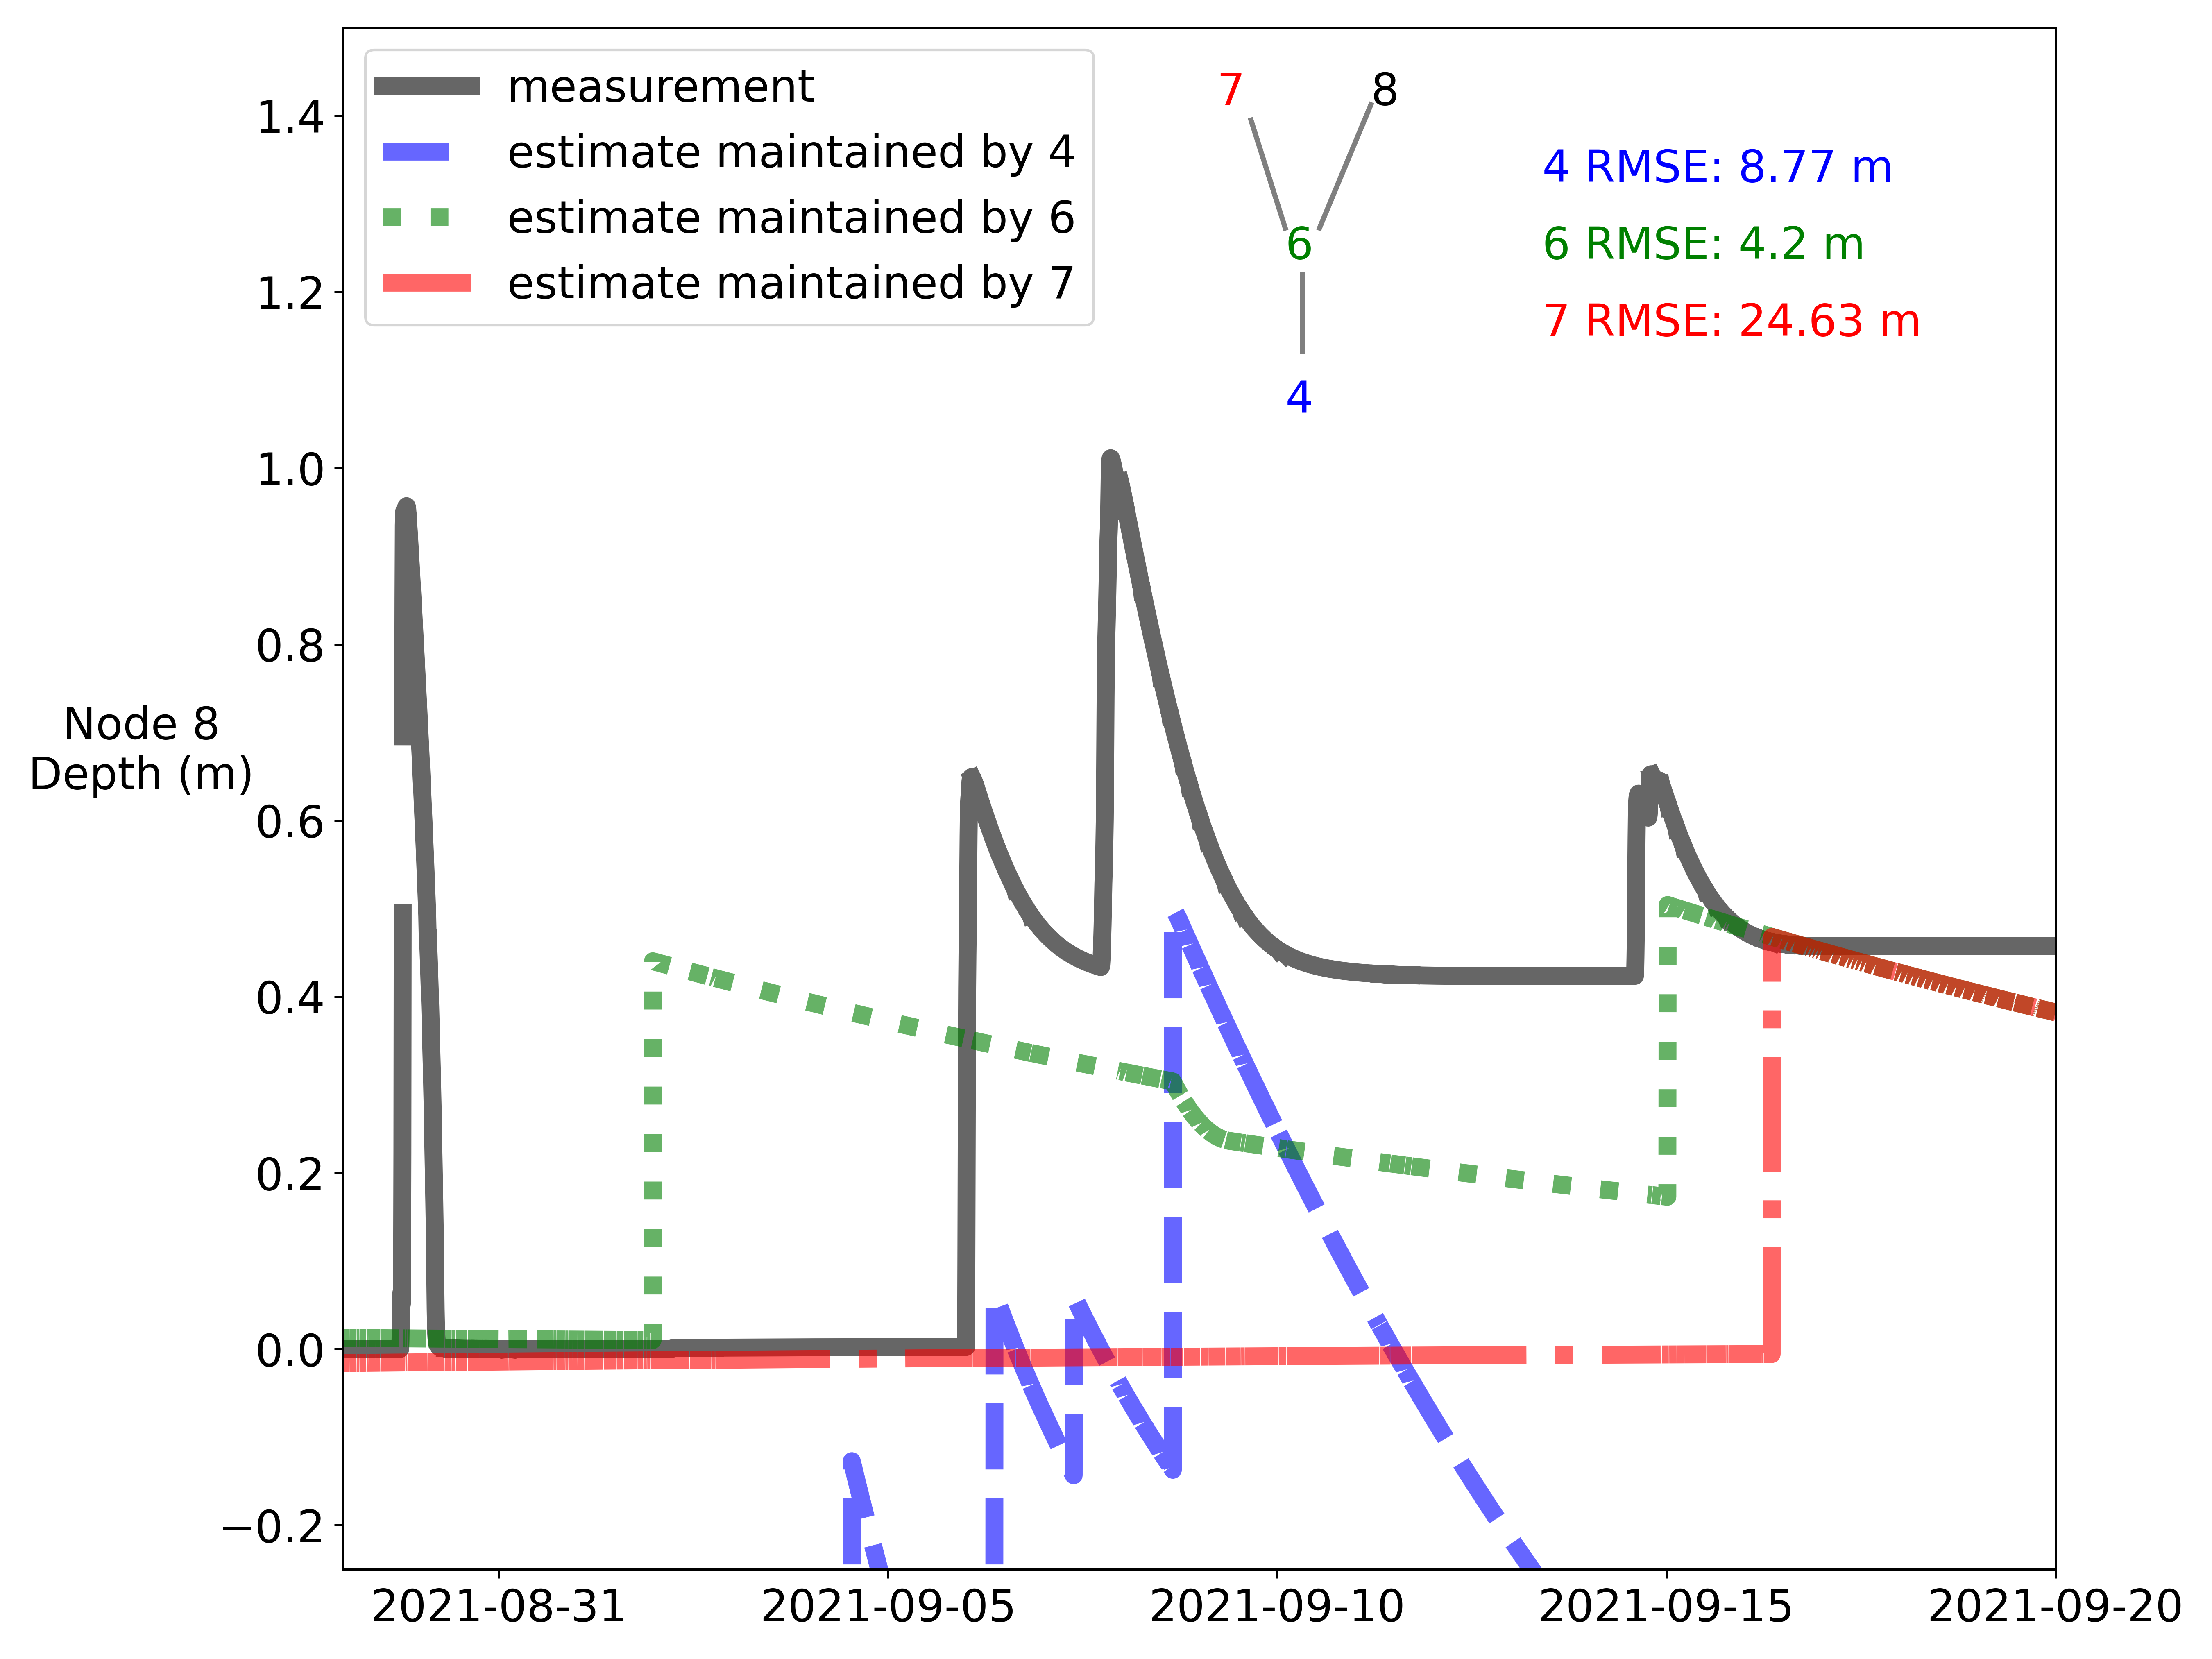 measurement
estimate maintained by 4
estimate maintained by 6
estimate maintained by 7
7 8
6
4
4 RMSE: 8.77 m
6 RMSE: 4.2 m
7 RMSE: 24.63 m
Node 8
Depth (m)
1.4
1.2
1.0
0.8
0.6
0.4
0.2
0.0
−0.2
2021-08-31 2021-09-05 2021-09-10 2021-09-15 2021-09-20